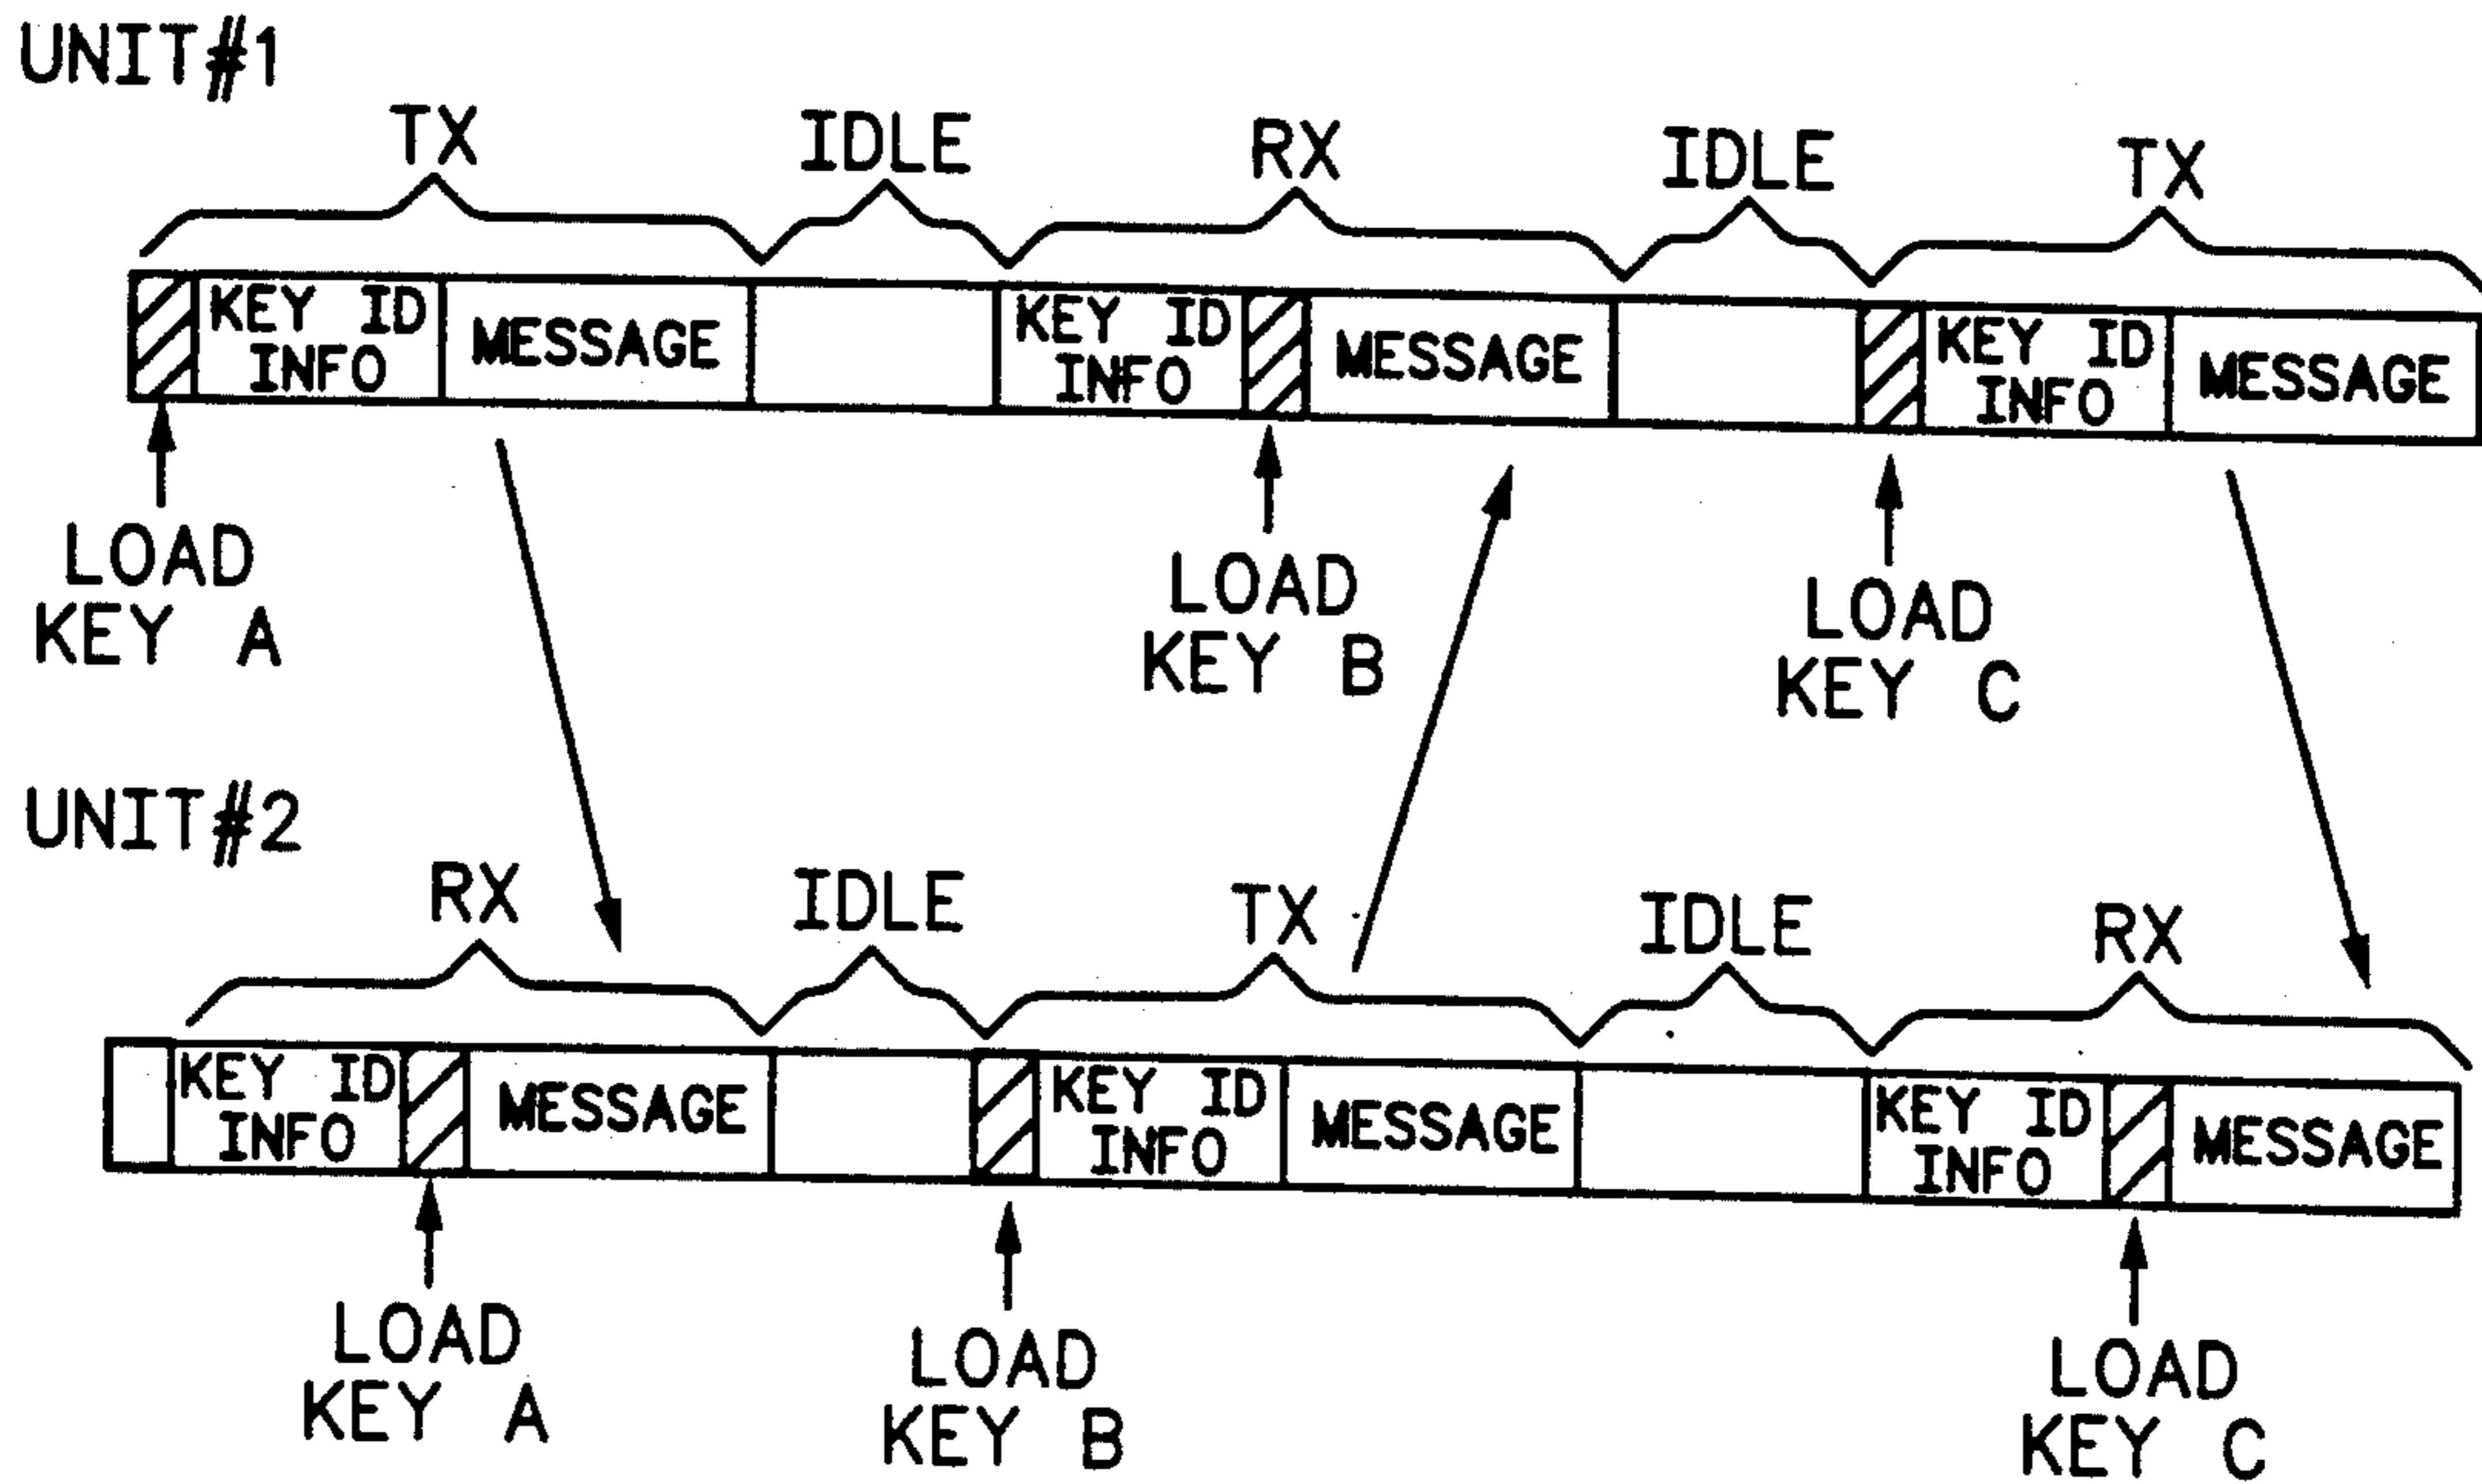 UNIT#1
TX IDLE RX IDLE TX
KEY ID INFO MESSAGE KEY ID INFO MESSAGE KEY ID INFO MESSAGE
LOAD KEY A
LOAD KEY B
LOAD KEY C
UNIT#2
RX IDLE TX IDLE RX
KEY ID INFO MESSAGE KEY ID INFO MESSAGE KEY ID INFO MESSAGE
LOAD KEY A
LOAD KEY B
LOAD KEY C